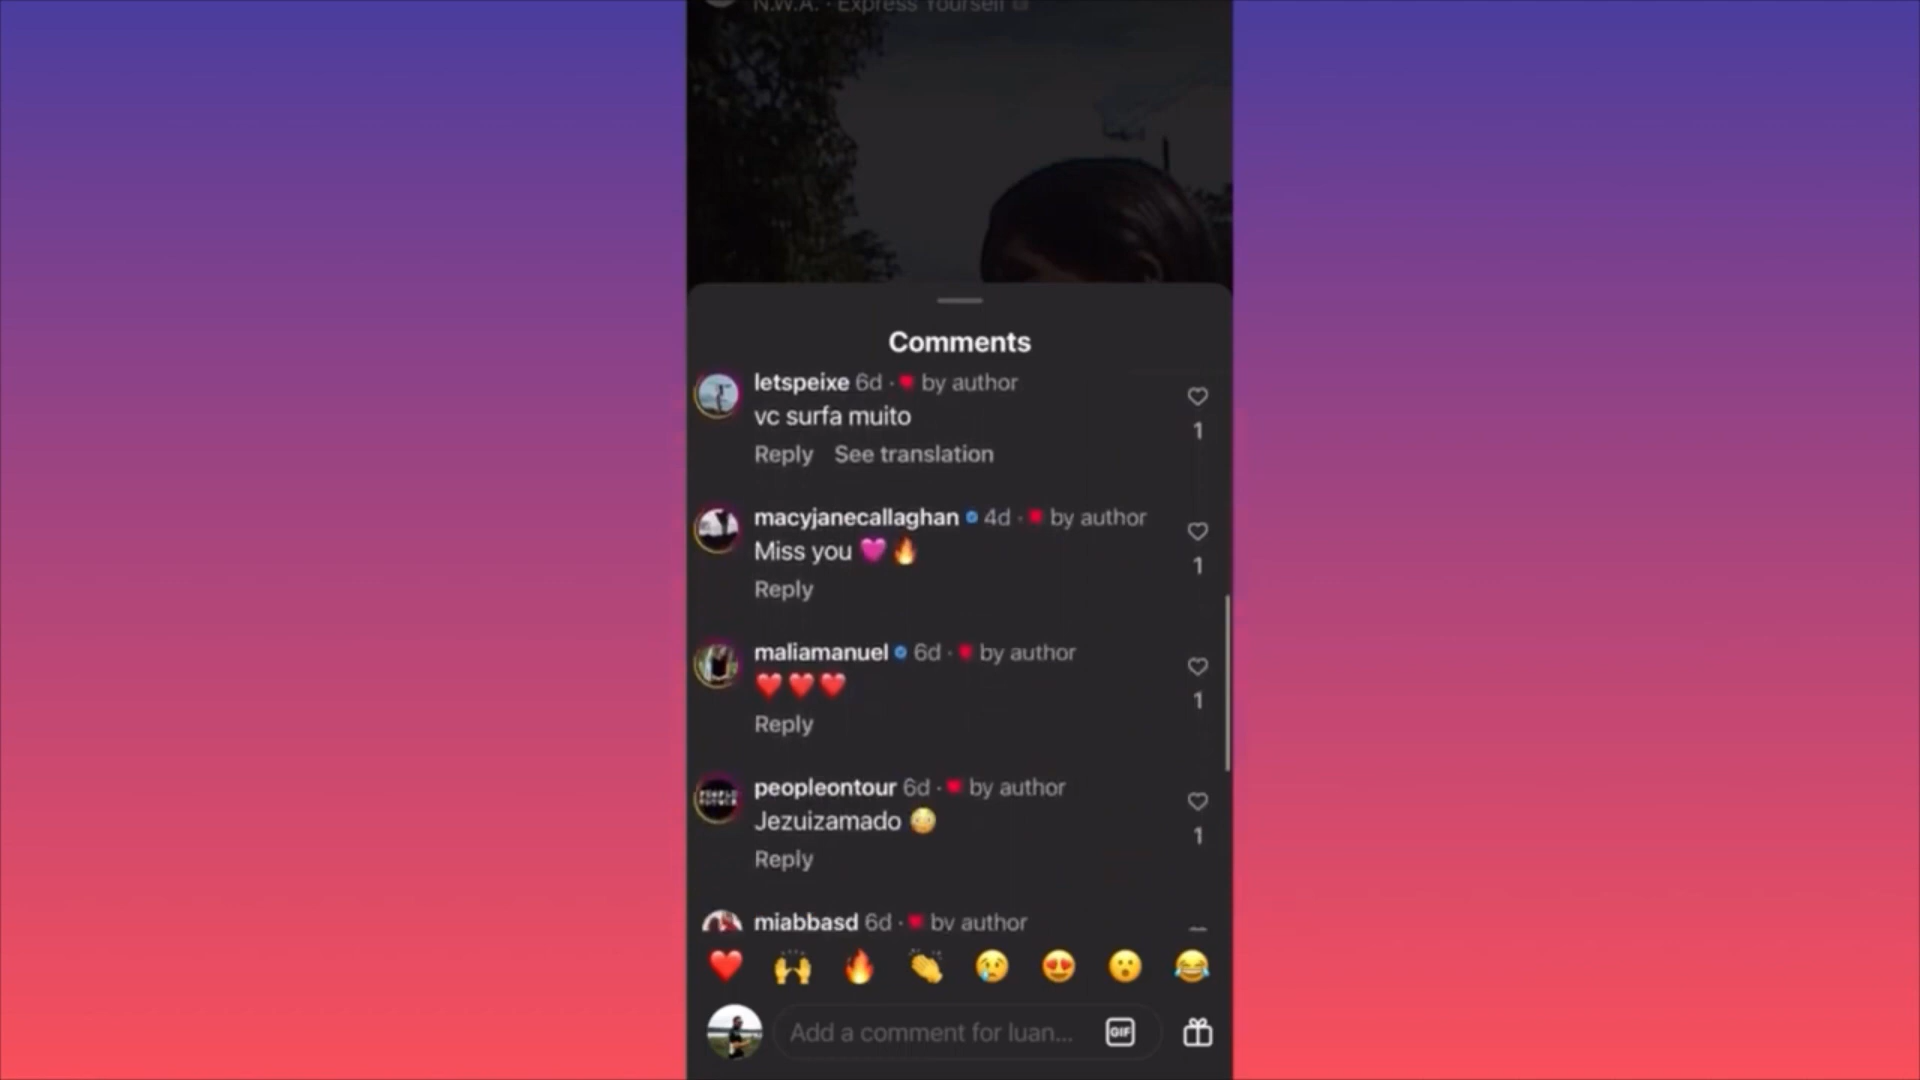 N.W.A. · Express Yourself
Comments
letspeixe 6d · by author
vc surfa muito
1
Reply See translation
macyjanecallaghan 4d · by author
Miss you 💗🔥
1
Reply
maliamanuel 6d · by author
❤️❤️❤️
1
Reply
peopleontour 6d · by author
Jezuizamado 😳
1
Reply
miabbasd 6d · by author
❤️ 🙌 🔥 👏 😢 😍 😮 😂
Add a comment for luan... GIF